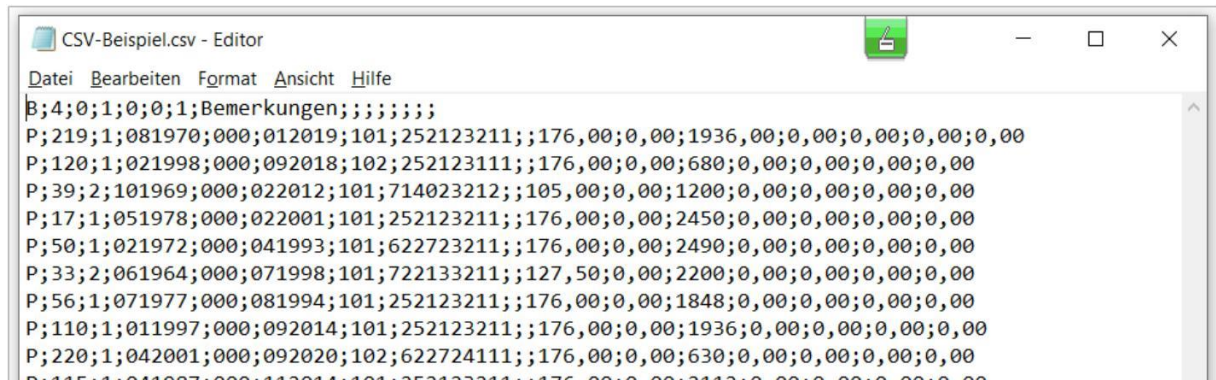 CSV-Beispiel.csv - Editor
Datei Bearbeiten Format Ansicht Hilfe
B;4;0;1;0;0;1;Bemerkungen;;;;;;;;
P;219;1;081970;000;012019;101;252123211;;176,00;0,00;1936,00;0,00;0,00;0,00;0,00
P;120;1;021998;000;092018;102;252123111;;176,00;0,00;680;0,00;0,00;0,00;0,00
P;39;2;101969;000;022012;101;714023212;;105,00;0,00;1200;0,00;0,00;0,00;0,00
P;17;1;051978;000;022001;101;252123211;;176,00;0,00;2450;0,00;0,00;0,00;0,00
P;50;1;021972;000;041993;101;622723211;;176,00;0,00;2490;0,00;0,00;0,00;0,00
P;33;2;061964;000;071998;101;722133211;;127,50;0,00;2200;0,00;0,00;0,00;0,00
P;56;1;071977;000;081994;101;252123211;;176,00;0,00;1848;0,00;0,00;0,00;0,00
P;110;1;011997;000;092014;101;252123211;;176,00;0,00;1936;0,00;0,00;0,00;0,00
P;220;1;042001;000;092020;102;622724111;;176,00;0,00;630;0,00;0,00;0,00;0,00